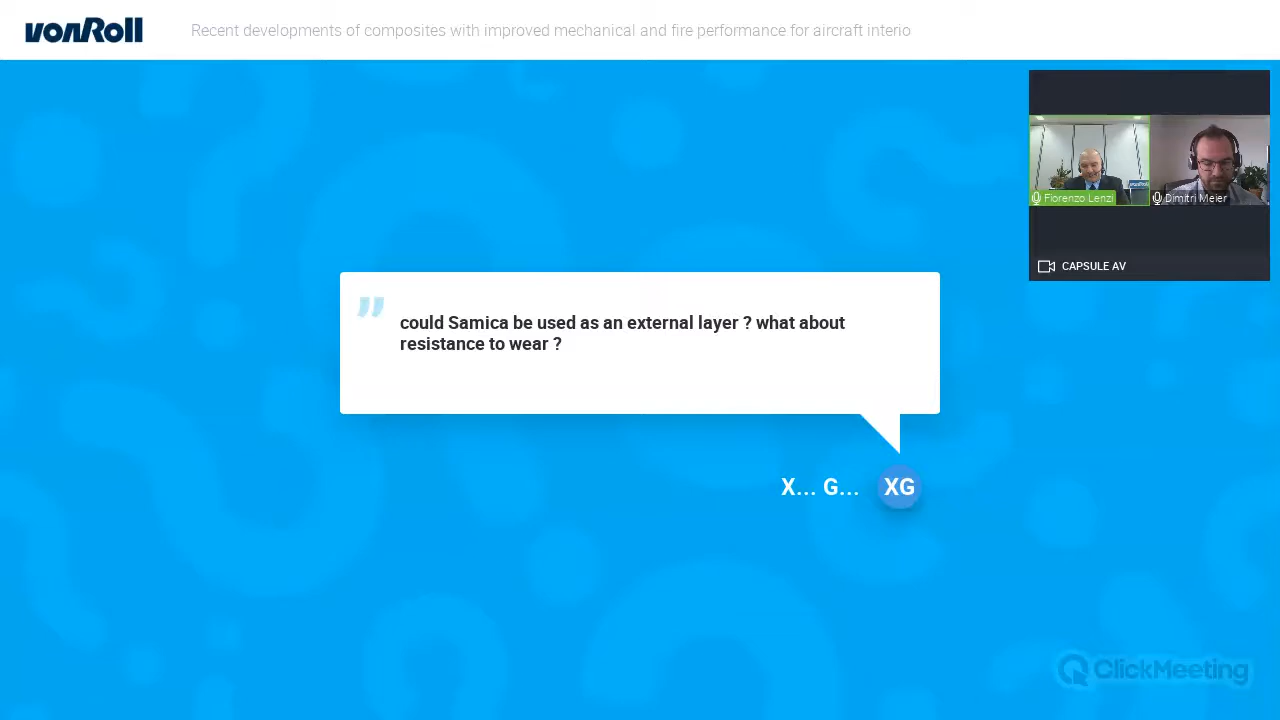 vonRoll
Recent developments of composites with improved mechanical and fire performance for aircraft interio
Florenzo Lenzi
Dimitri Meier
CAPSULE AV
could Samica be used as an external layer ? what about
resistance to wear ?
X... G...
XG
ClickMeeting